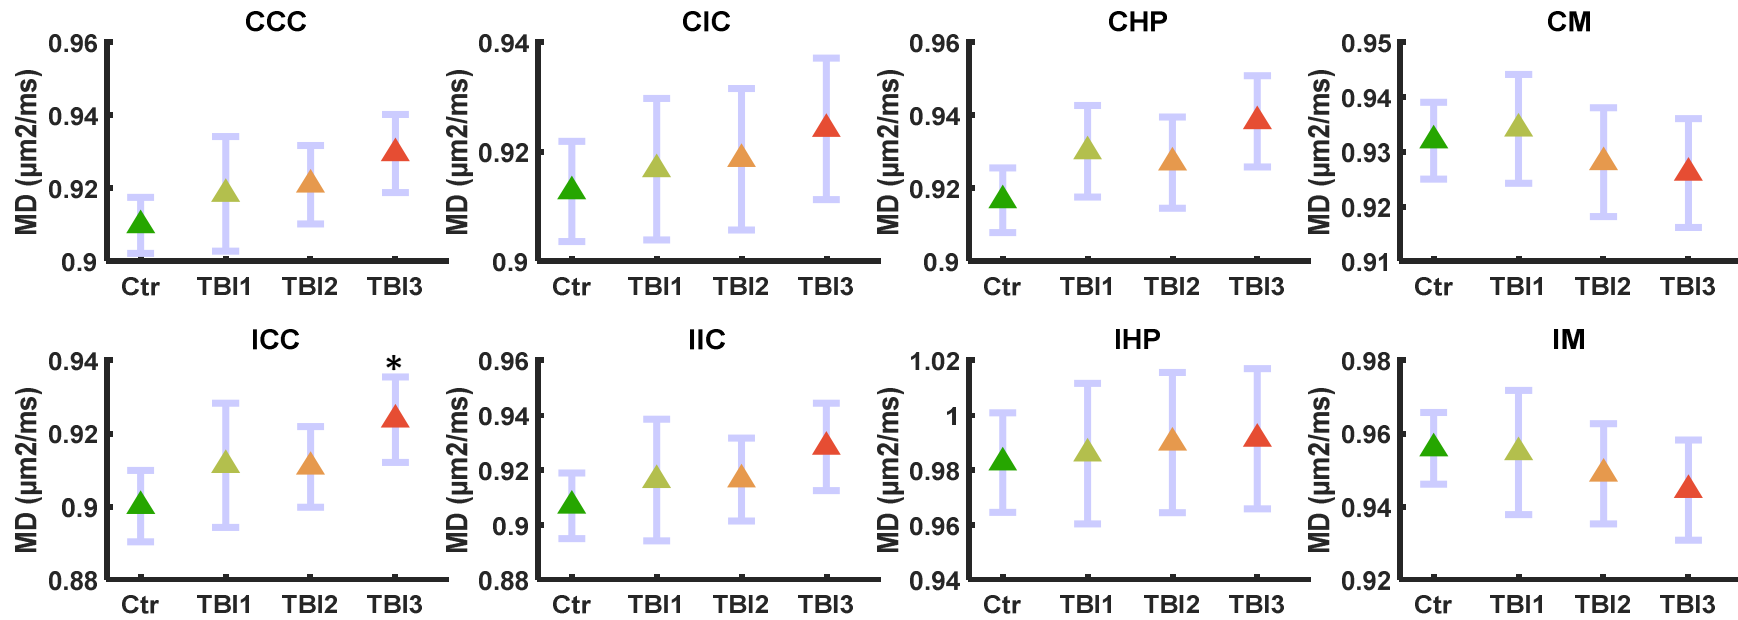 CCC
MD (µm2/ms)
0.96
0.94
0.92
0.9
Ctr TBI1 TBI2 TBI3
CIC
MD (µm2/ms)
0.94
0.92
0.9
Ctr TBI1 TBI2 TBI3
CHP
MD (µm2/ms)
0.96
0.94
0.92
0.9
Ctr TBI1 TBI2 TBI3
CM
MD (µm2/ms)
0.95
0.94
0.93
0.92
0.91
Ctr TBI1 TBI2 TBI3
ICC
MD (µm2/ms)
0.94
0.92
0.9
0.88
*
Ctr TBI1 TBI2 TBI3
IIC
MD (µm2/ms)
0.96
0.94
0.92
0.9
0.88
Ctr TBI1 TBI2 TBI3
IHP
MD (µm2/ms)
1.02
1
0.98
0.96
0.94
Ctr TBI1 TBI2 TBI3
IM
MD (µm2/ms)
0.98
0.96
0.94
0.92
Ctr TBI1 TBI2 TBI3